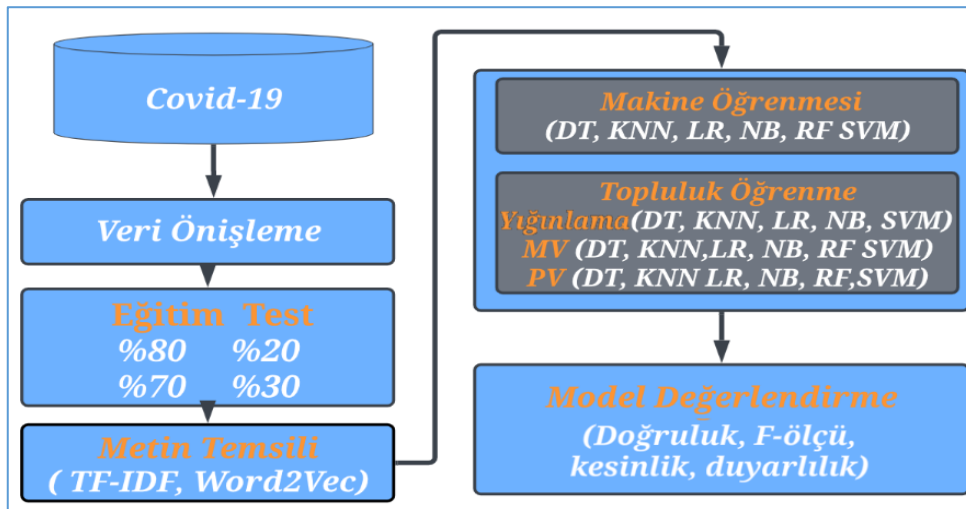 Covid-19
Veri Önişleme
Eğitim Test
%80 %20
%70 %30
Metin Temsili
( TF-IDF, Word2Vec)
Makine Öğrenmesi
(DT, KNN, LR, NB, RF SVM)
Topluluk Öğrenme
Yığınlama(DT, KNN, LR, NB, SVM)
MV (DT, KNN,LR, NB, RF SVM)
PV (DT, KNN LR, NB, RF,SVM)
Model Değerlendirme
(Doğruluk, F-ölçü,
kesinlik, duyarlılık)